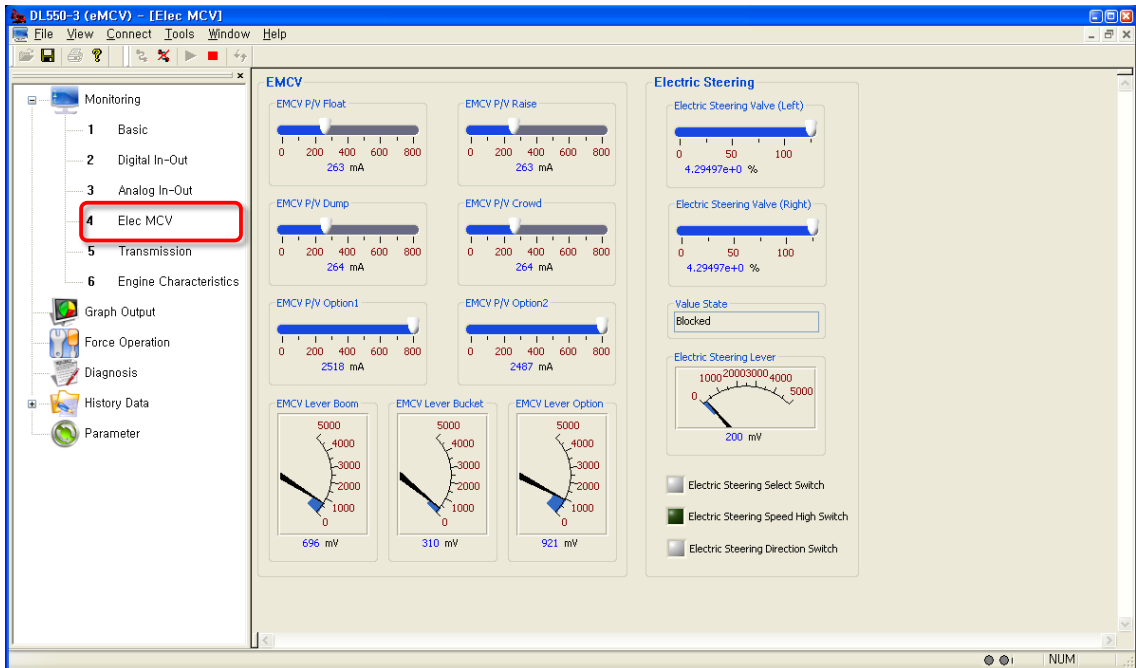 DL550-3 (eMCV) - [Elec MCV]
File View Connect Tools Window Help
Monitoring
1 Basic
2 Digital In-Out
3 Analog In-Out
4 Elec MCV
5 Transmission
6 Engine Characteristics
Graph Output
Force Operation
Diagnosis
History Data
Parameter
EMCV
EMCV P/V Float
0 200 400 600 800
263 mA
EMCV P/V Raise
0 200 400 600 800
263 mA
EMCV P/V Dump
0 200 400 600 800
264 mA
EMCV P/V Crowd
0 200 400 600 800
264 mA
EMCV P/V Option1
0 200 400 600 800
2518 mA
EMCV P/V Option2
0 200 400 600 800
2487 mA
EMCV Lever Boom
5000
4000
3000
2000
1000
0
696 mV
EMCV Lever Bucket
5000
4000
3000
2000
1000
0
310 mV
EMCV Lever Option
5000
4000
3000
2000
1000
0
921 mV
Electric Steering
Electric Steering Valve (Left)
0 50 100
4.29497e+0 %
Electric Steering Valve (Right)
0 50 100
4.29497e+0 %
Value State
Blocked
Electric Steering Lever
0 1000 2000 3000 4000 5000
200 mV
Electric Steering Select Switch
Electric Steering Speed High Switch
Electric Steering Direction Switch
NUM